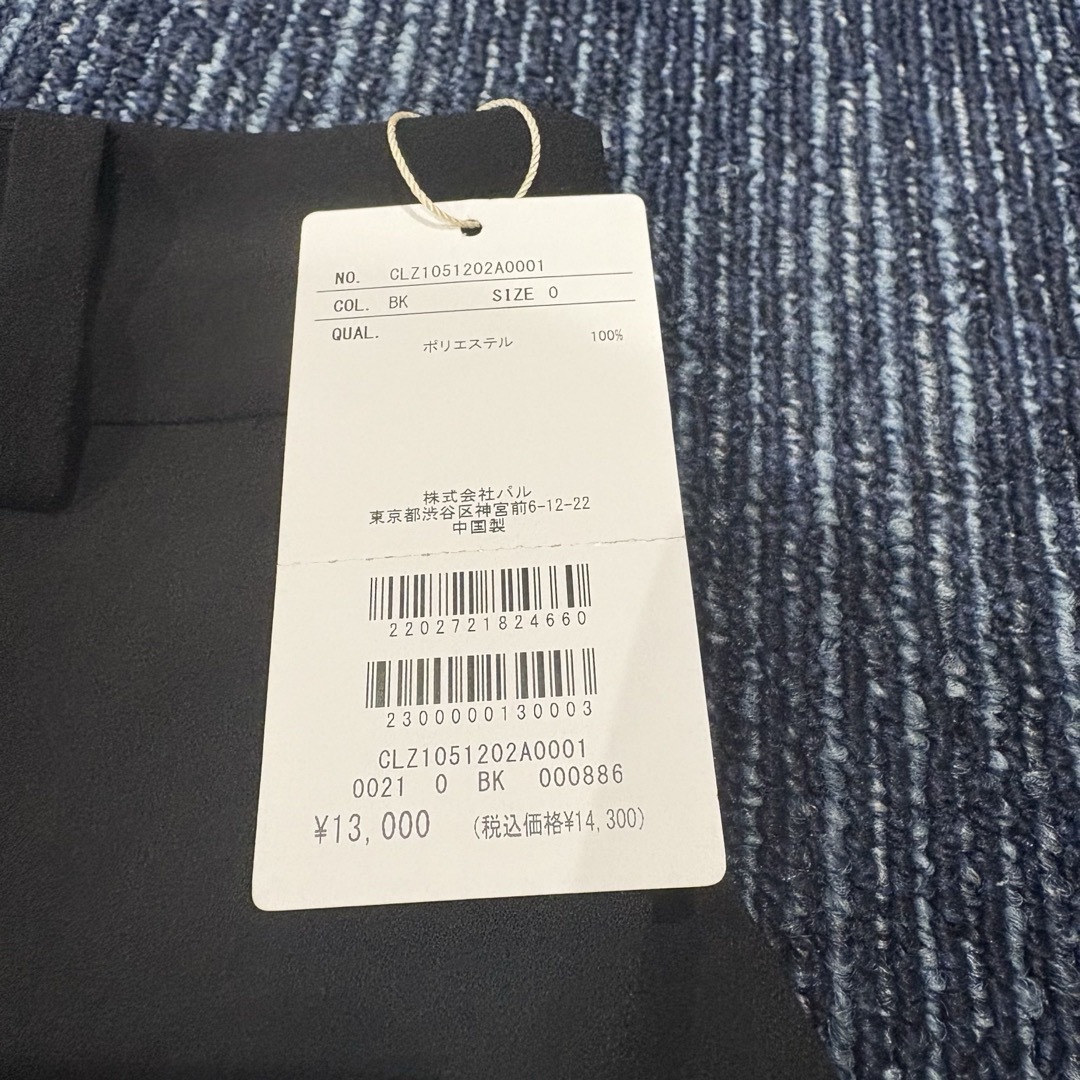 NO. CLZ1051202A0001
COL. BK SIZE 0
QUAL.
ポリエステル 100%
株式会社パル
東京都渋谷区神宮前6-12-22
中国製
2202721824660
2300000130003
CLZ1051202A0001
0021 0 BK 000886
¥13,000 (税込価格¥14,300)